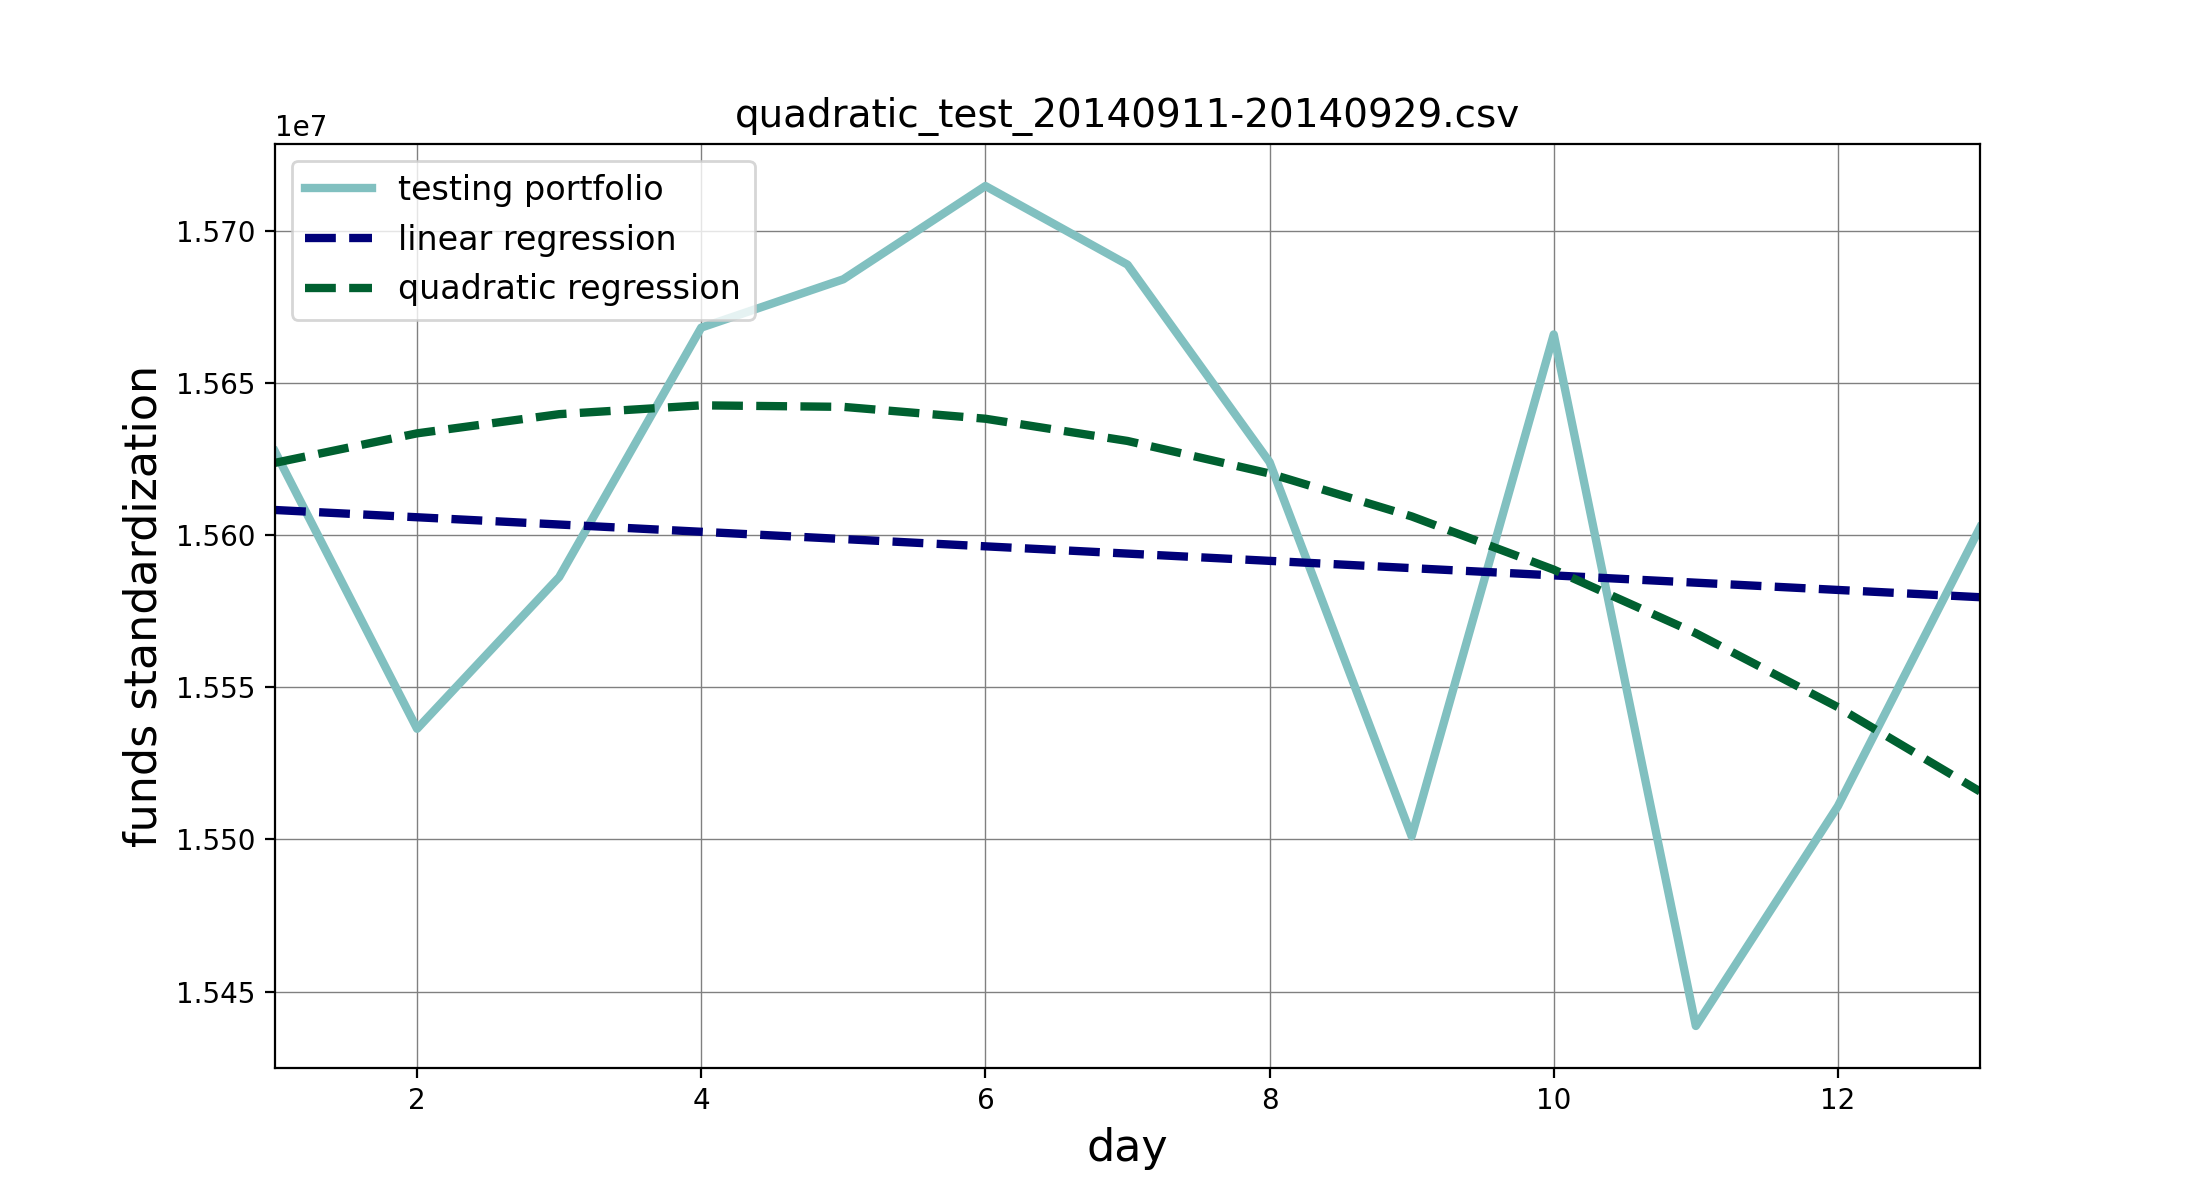 quadratic_test_20140911-20140929.csv
1e7
testing portfolio
linear regression
quadratic regression
1.570
1.565
1.560
1.555
1.550
1.545
funds standardization
2 4 6 8 10 12
day